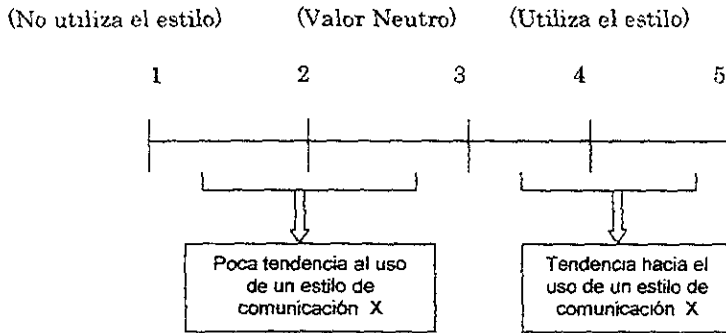 (No utiliza el estilo) (Valor Neutro) (Utiliza el estilo)
1 2 3 4 5
Poca tendencia al uso
de un estilo de
comunicación X
Tendencia hacia el
uso de un estilo de
comunicación X